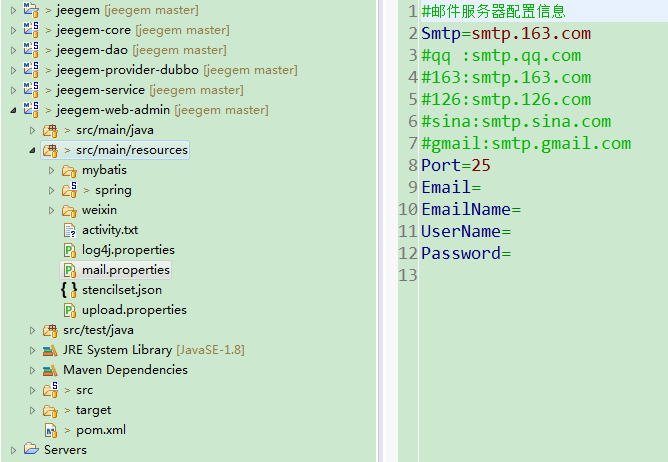 > jeegem [jeegem master]
> jeegem-core [jeegem master]
> jeegem-dao [jeegem master]
> jeegem-provider-dubbo [jeegem master]
> jeegem-service [jeegem master]
> jeegem-web-admin [jeegem master]
> src/main/java
> src/main/resources
mybatis
> spring
weixin
activity.txt
log4j.properties
mail.properties
stencilset.json
upload.properties
src/test/java
JRE System Library [JavaSE-1.8]
Maven Dependencies
> src
> target
> pom.xml
Servers
1 #邮件服务器配置信息
2 Smtp=smtp.163.com
3 #qq :smtp.qq.com
4 #163:smtp.163.com
5 #126:smtp.126.com
6 #sina:smtp.sina.com
7 #gmail:smtp.gmail.com
8 Port=25
9 Email=
10 EmailName=
11 UserName=
12 Password=
13